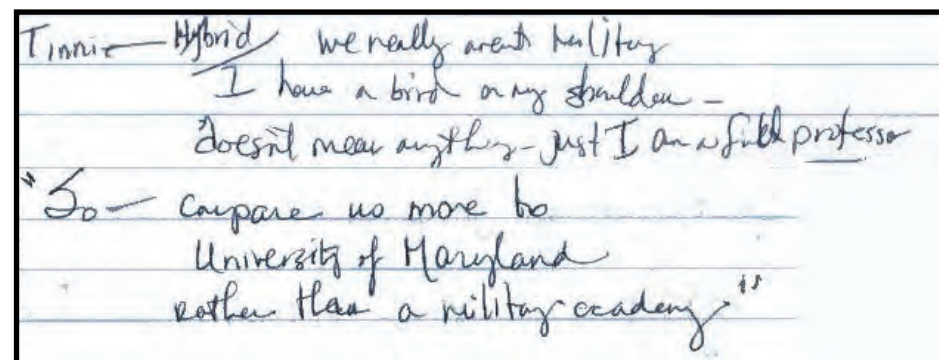 Tinnie — Hybrid we really aren't military
I have a bird on my shoulder –
doesn't mean anything – just I am a full professor
"So — compare us more to
University of Maryland
rather than a military academy"